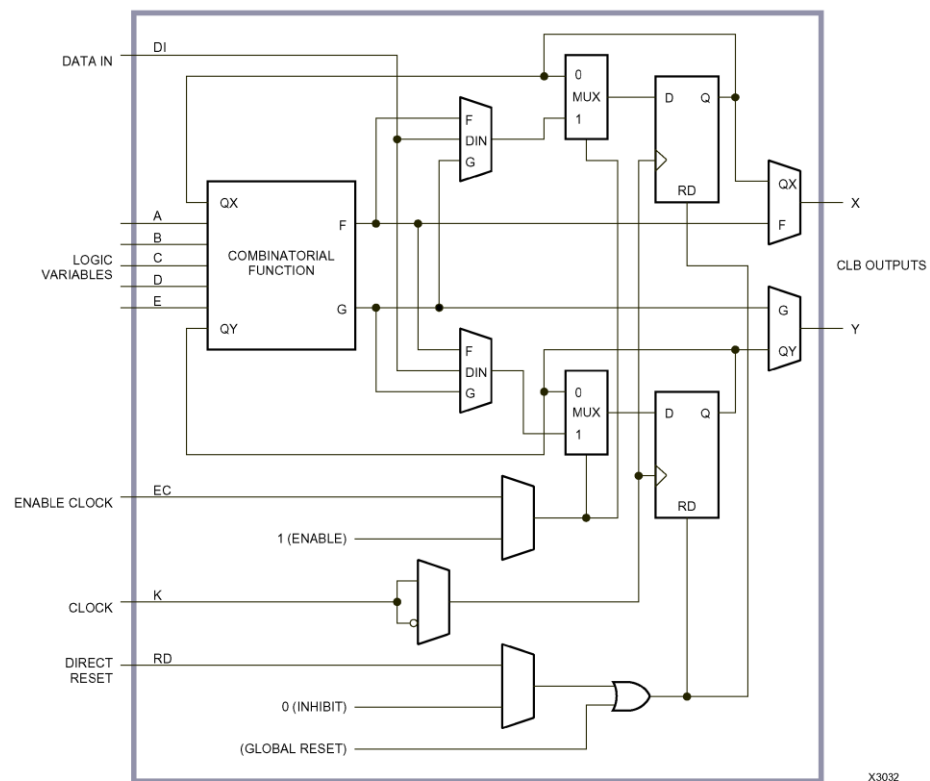 DATA IN
DI
0
MUX
1
D
Q
RD
F
DIN
G
QX
F
X
CLB OUTPUTS
G
QY
Y
QX
A
B
C
D
E
LOGIC
VARIABLES
COMBINATORIAL
FUNCTION
F
G
QY
F
DIN
G
0
MUX
1
D
Q
RD
ENABLE CLOCK
EC
1 (ENABLE)
CLOCK
K
DIRECT
RESET
RD
0 (INHIBIT)
(GLOBAL RESET)
X3032